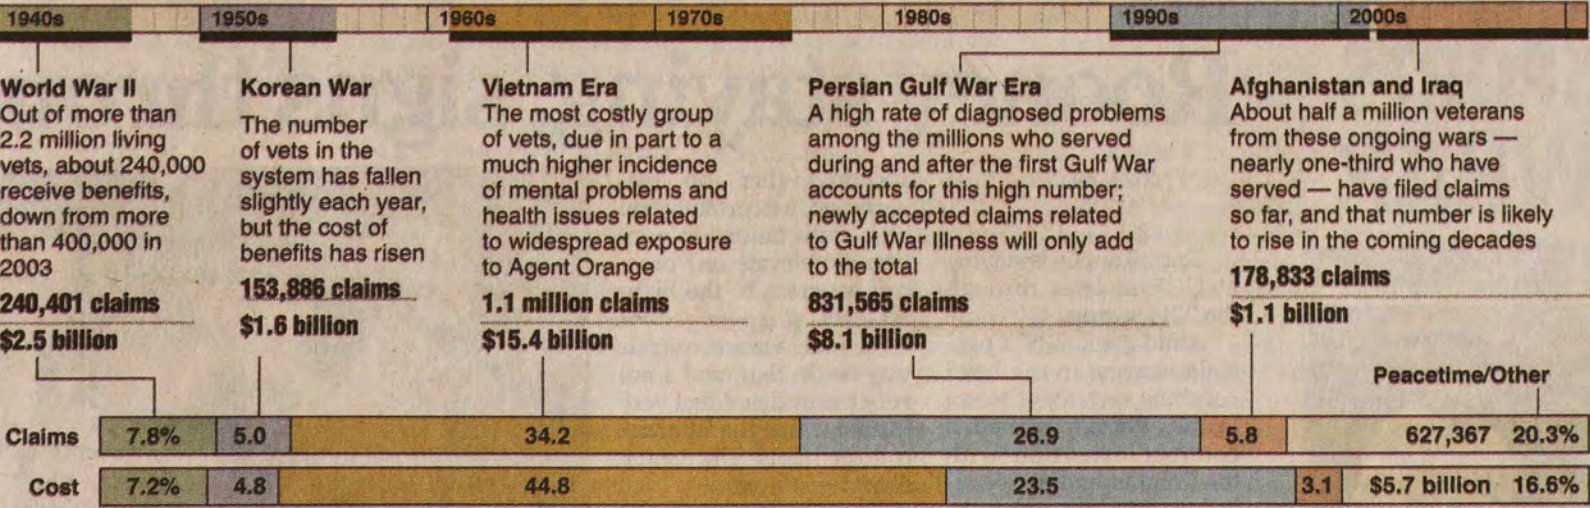 1940s 1950s 1960s 1970s 1980s 1990s 2000s
World War II
Out of more than
2.2 million living
vets, about 240,000
receive benefits,
down from more
than 400,000 in
2003
240,401 claims
$2.5 billion
Korean War
The number
of vets in the
system has fallen
slightly each year,
but the cost of
benefits has risen
153,886 claims
$1.6 billion
Vietnam Era
The most costly group
of vets, due in part to a
much higher incidence
of mental problems and
health issues related
to widespread exposure
to Agent Orange
1.1 million claims
$15.4 billion
Persian Gulf War Era
A high rate of diagnosed problems
among the millions who served
during and after the first Gulf War
accounts for this high number;
newly accepted claims related
to Gulf War Illness will only add
to the total
831,565 claims
$8.1 billion
Afghanistan and Iraq
About half a million veterans
from these ongoing wars —
nearly one-third who have
served — have filed claims
so far, and that number is likely
to rise in the coming decades
178,833 claims
$1.1 billion
Peacetime/Other
Claims 7.8% 5.0 34.2 26.9 5.8 627,367 20.3%
Cost 7.2% 4.8 44.8 23.5 3.1 $5.7 billion 16.6%